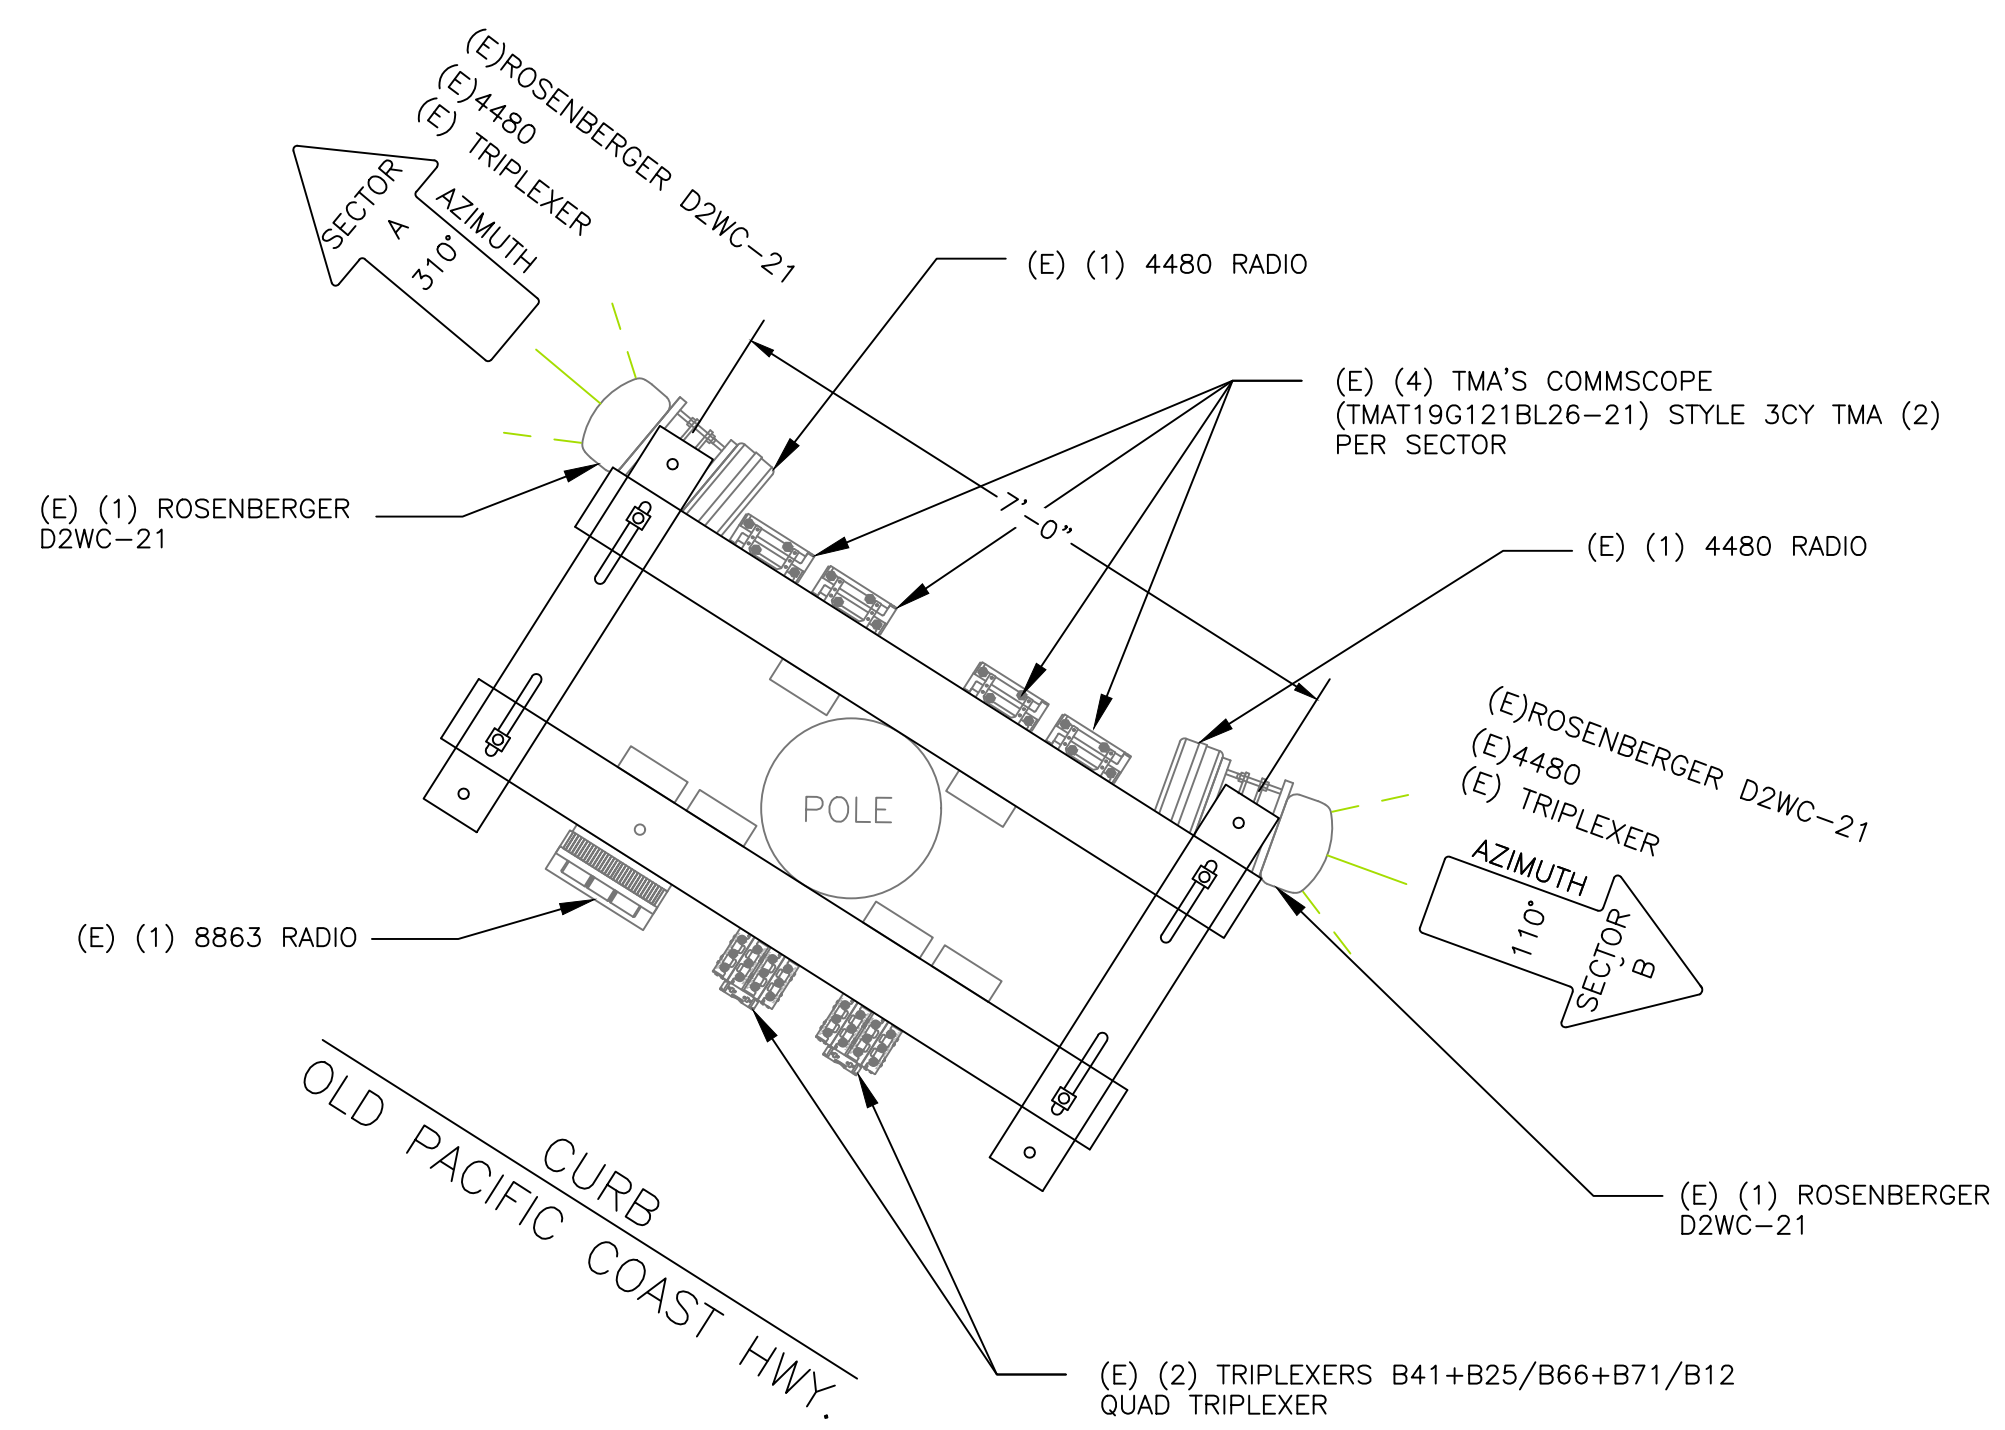 (E)ROSENBERGER D2WC-21
(E)4480
(E) TRIPLEXER
SECTOR
A
AZIMUTH
310°
(E) (1) 4480 RADIO
(E) (4) TMA'S COMMSCOPE
(TMAT19G121BL26-21) STYLE 3CY TMA (2)
PER SECTOR
(E) (1) ROSENBERGER
D2WC-21
7'-0"
(E) (1) 4480 RADIO
(E)ROSENBERGER D2WC-21
(E)4480
(E) TRIPLEXER
AZIMUTH
110°
SECTOR
B
POLE
(E) (1) 8863 RADIO
CURB
OLD PACIFIC COAST HWY.
(E) (1) ROSENBERGER
D2WC-21
(E) (2) TRIPLEXERS B41+B25/B66+B71/B12
QUAD TRIPLEXER